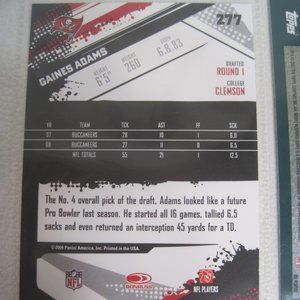 277
GAINES ADAMS
HEIGHT 6'5"
WEIGHT 260
BORN 6.8.83
DRAFTED
ROUND 1
COLLEGE
CLEMSON
YR TEAM TCK AST FF SCK
07 BUCCANEERS 28 10 1 6.0
08 BUCCANEERS 27 11 0 6.5
NFL TOTALS 55 21 1 12.5
The No. 4 overall pick of the draft, Adams looked like a future
Pro Bowler last season. He started all 16 games, tallied 6.5
sacks and even returned an interception 45 yards for a TD.
©2009 Panini America, Inc. Printed in the USA.
NFL
DONRUSS
NFL PLAYERS
Topps